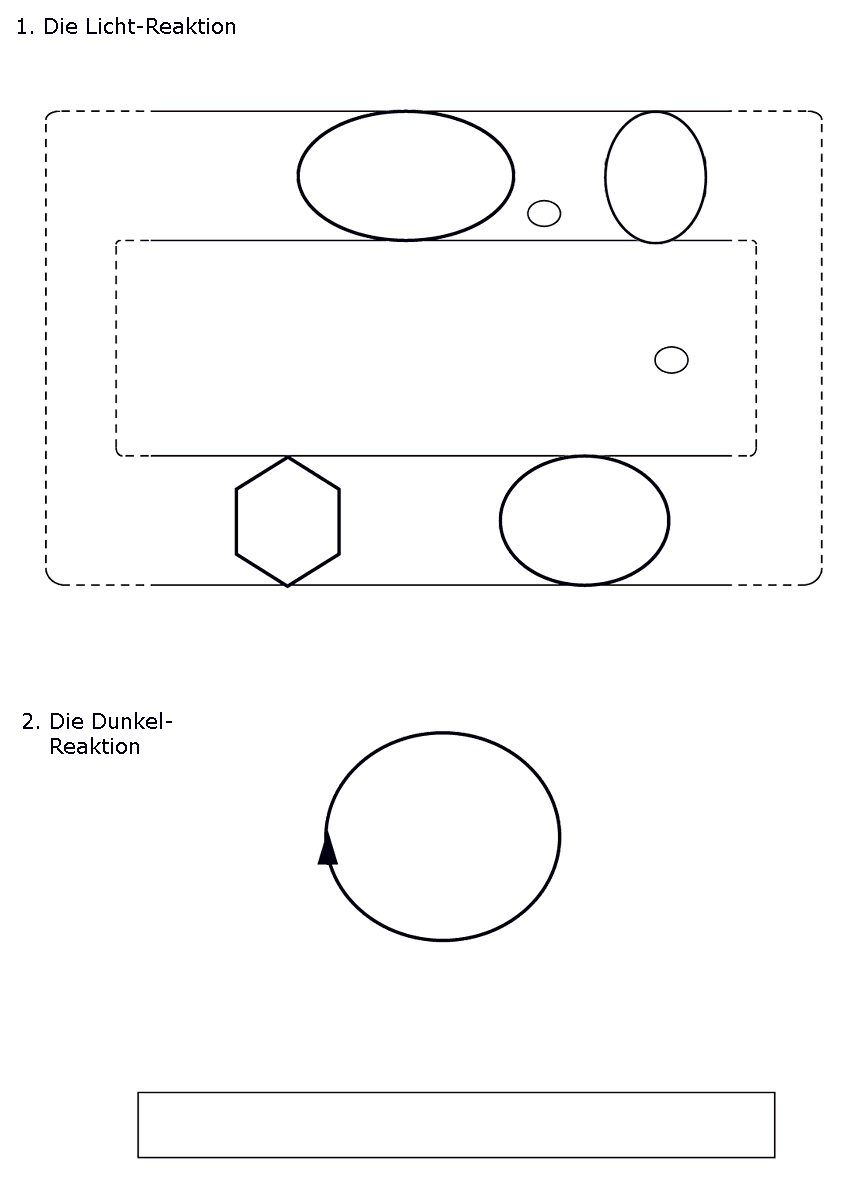 1. Die Licht-Reaktion
2. Die Dunkel-
Reaktion